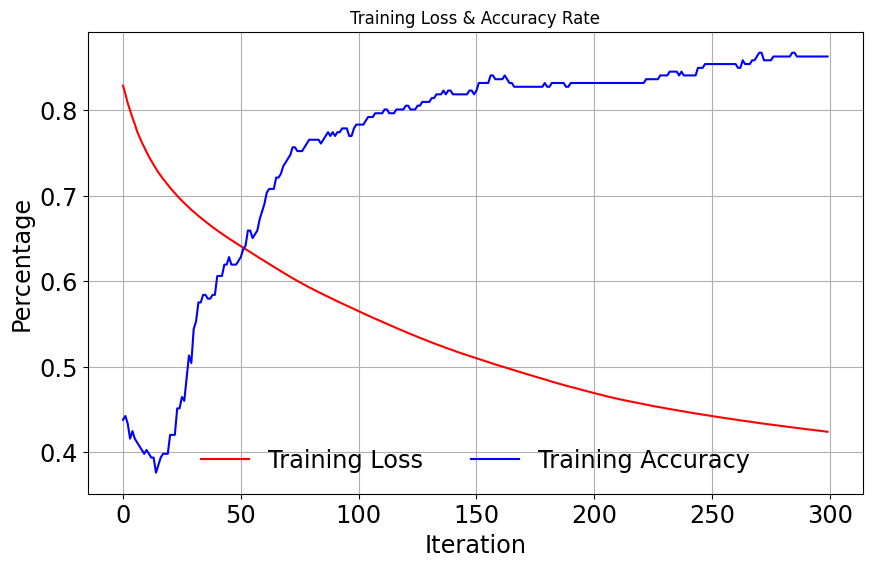 Training Loss & Accuracy Rate
Percentage
0.8
0.7
0.6
0.5
0.4
Training Loss Training Accuracy
0 50 100 150 200 250 300
Iteration